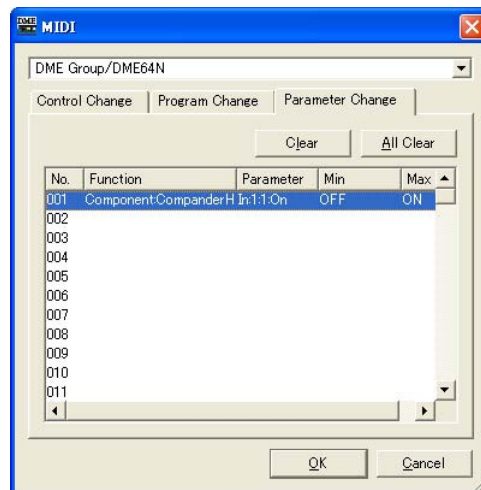 DME MIDI
DME Group/DME64N
Control Change Program Change Parameter Change
Clear All Clear
No. Function Parameter Min Max
001 Component:CompanderH In:1:1:On OFF ON
002
003
004
005
006
007
008
009
010
011
OK Cancel